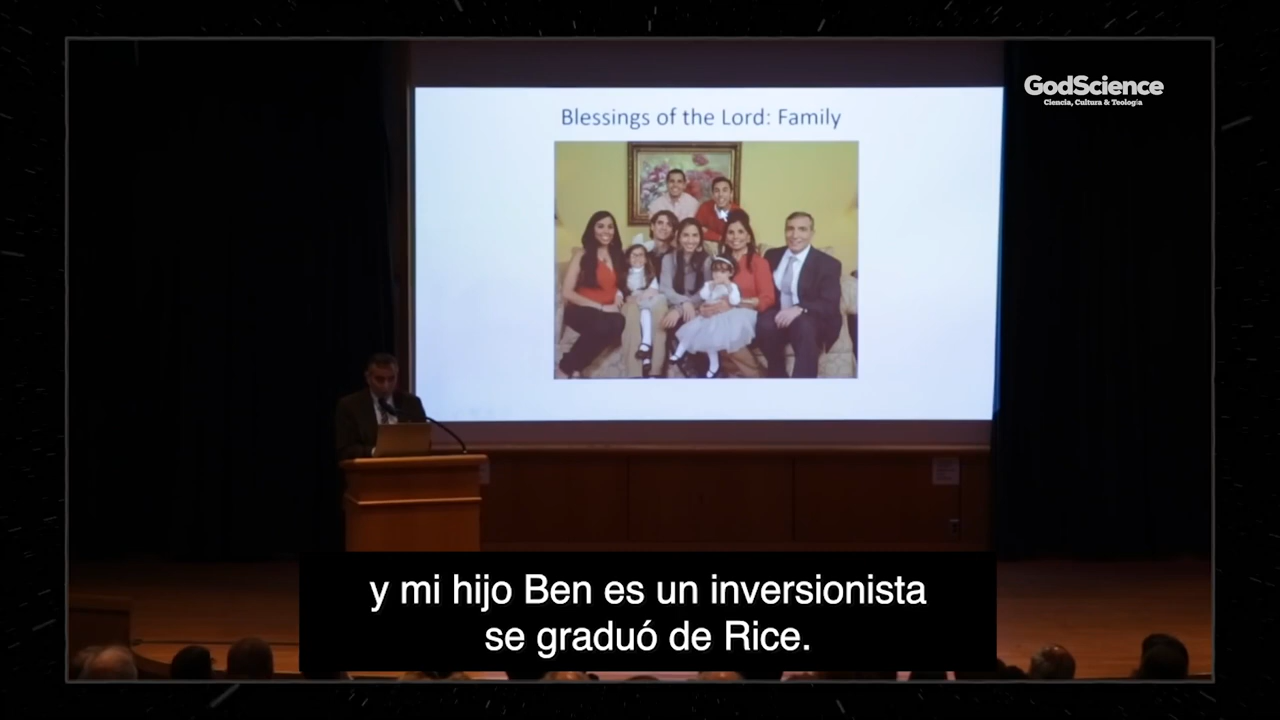 GodScience
Ciencia, Cultura & Teología
Blessings of the Lord: Family
y mi hijo Ben es un inversionista
se graduó de Rice.